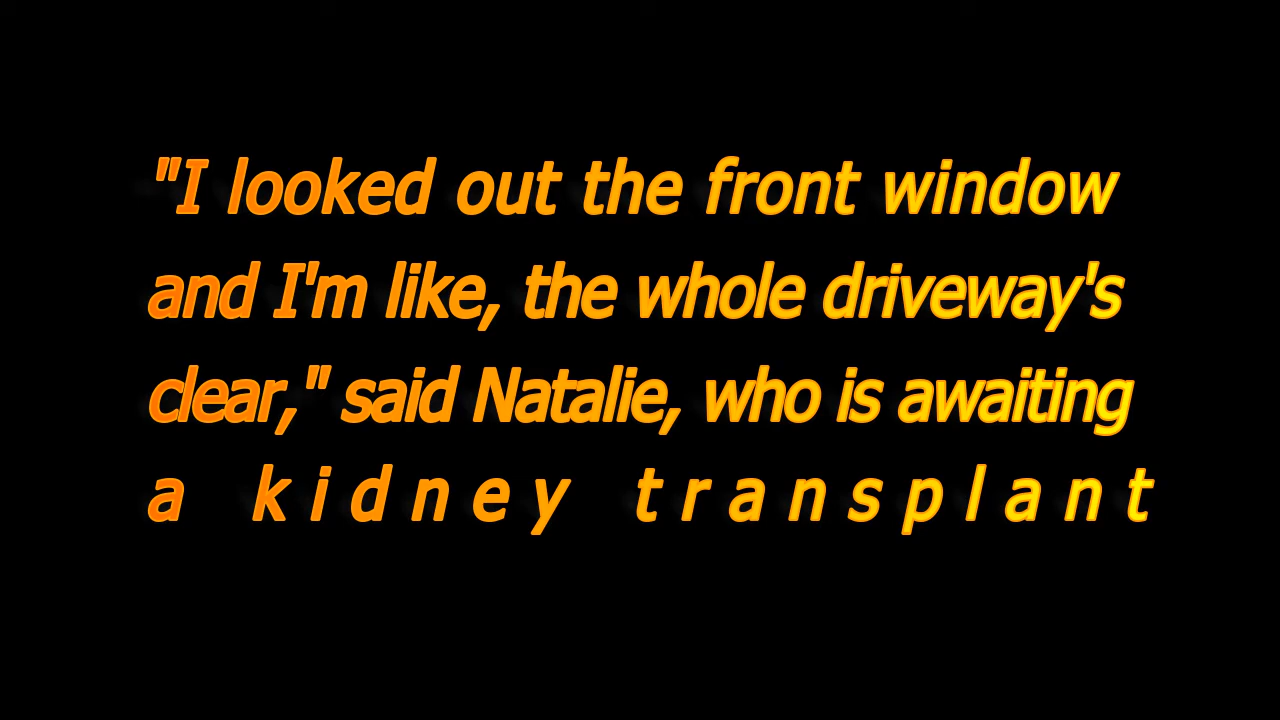 "I looked out the front window
and I'm like, the whole driveway's
clear," said Natalie, who is awaiting
a kidney transplant